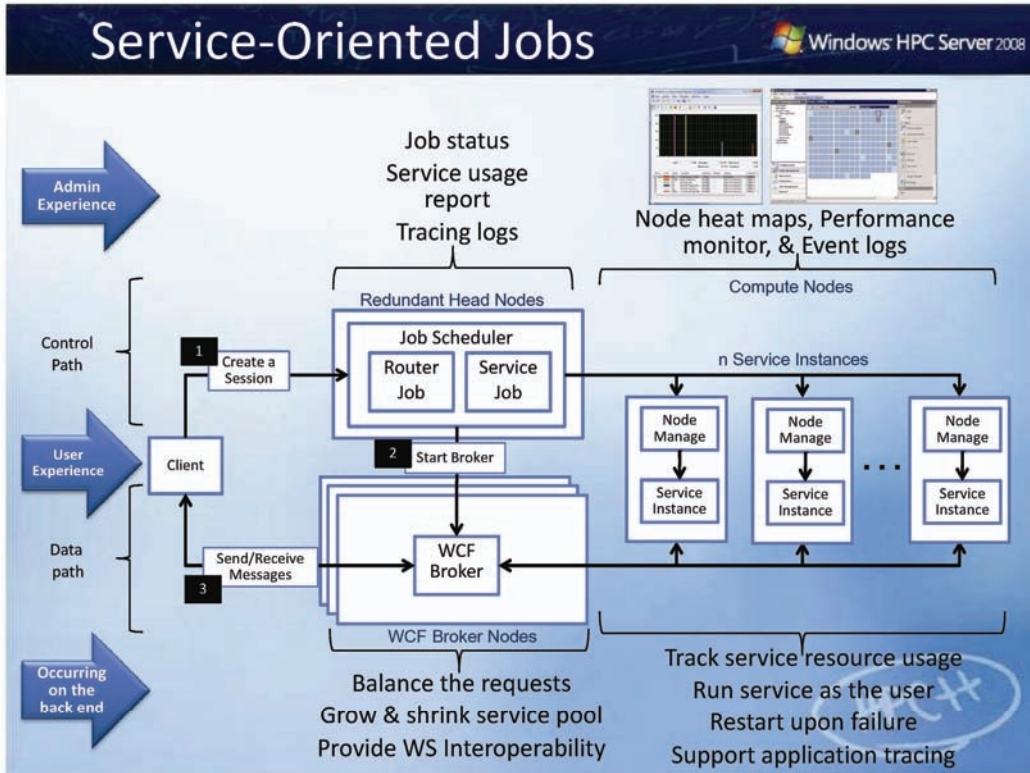 Service-Oriented Jobs
Windows HPC Server 2008
Admin
Experience
Job status
Service usage
report
Tracing logs
Node heat maps, Performance
monitor, & Event logs
Redundant Head Nodes
Compute Nodes
Control
Path
1
Create a
Session
Job Scheduler
Router
Job
Service
Job
n Service Instances
Node
Manage
Node
Manage
Node
Manage
User
Experience
Client
2
Start Broker
...
Service
Instance
Service
Instance
Service
Instance
Data
path
Send/Receive
Messages
3
WCF
Broker
WCF Broker Nodes
Occurring
on the
back end
Balance the requests
Grow & shrink service pool
Provide WS Interoperability
Track service resource usage
Run service as the user
Restart upon failure
Support application tracing
HPC++